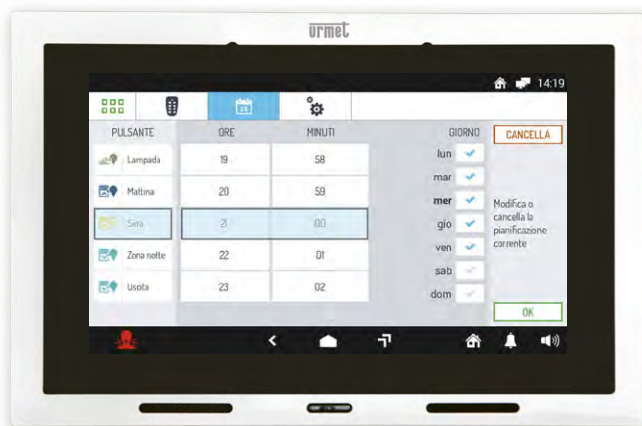 urmet
14:19
PULSANTE ORE MINUTI GIORNO CANCELLA
Lampada 19 58 lun
mar
Mattina 20 59 mer
Modifica o
cancella la
pianificazione
corrente
Sera 21 00 gio
ven
Zona notte 22 01
sab
Uscita 23 02 dom
OK